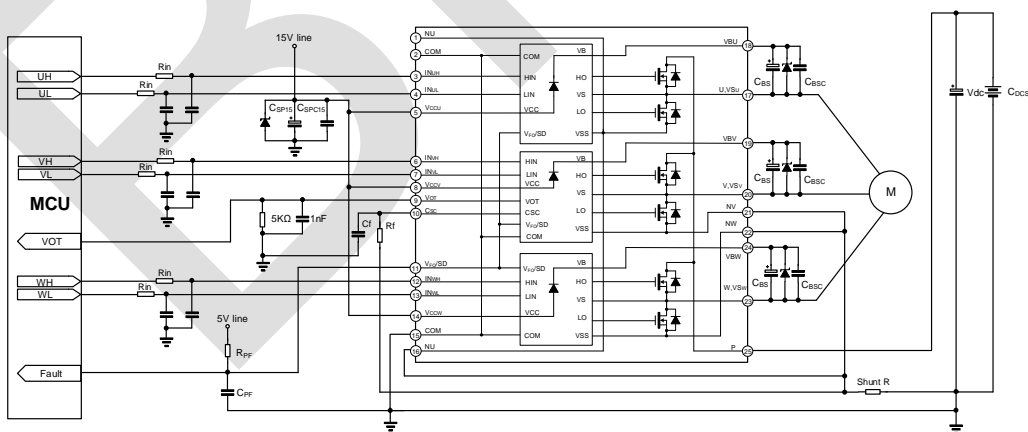 MCU
UH
UL
VH
VL
VOT
WH
WL
Fault
Rin
Rin
Rin
Rin
Rin
Rin
15V line
CSP15
CSPC15
5KΩ
1nF
Cf
Rf
5V line
RPF
CPF
1 NU
2 COM
3 INUH
4 INUL
5 VCCU
6 INVH
7 INVL
8 VCCV
9 VOT
10 CSC
11 VFO/SD
12 INWH
13 INWL
14 VCCW
15 COM
16 NU
COM
HIN
LIN
VCC
VFO/SD
VB
HO
VS
LO
VSS
HIN
LIN
VCC
VOT
CSC
VFO/SD
COM
VB
HO
VS
LO
VSS
VFO/SD
HIN
LIN
VCC
COM
VB
HO
VS
LO
VSS
VBU 18
U,VSU 17
VBV 19
V,VSV 20
NV 21
NW 22
24
VBW
W,VSW 23
P 25
CBS
CBSC
CBS
CBSC
CBS
CBSC
M
Vdc
CDCS
Shunt R